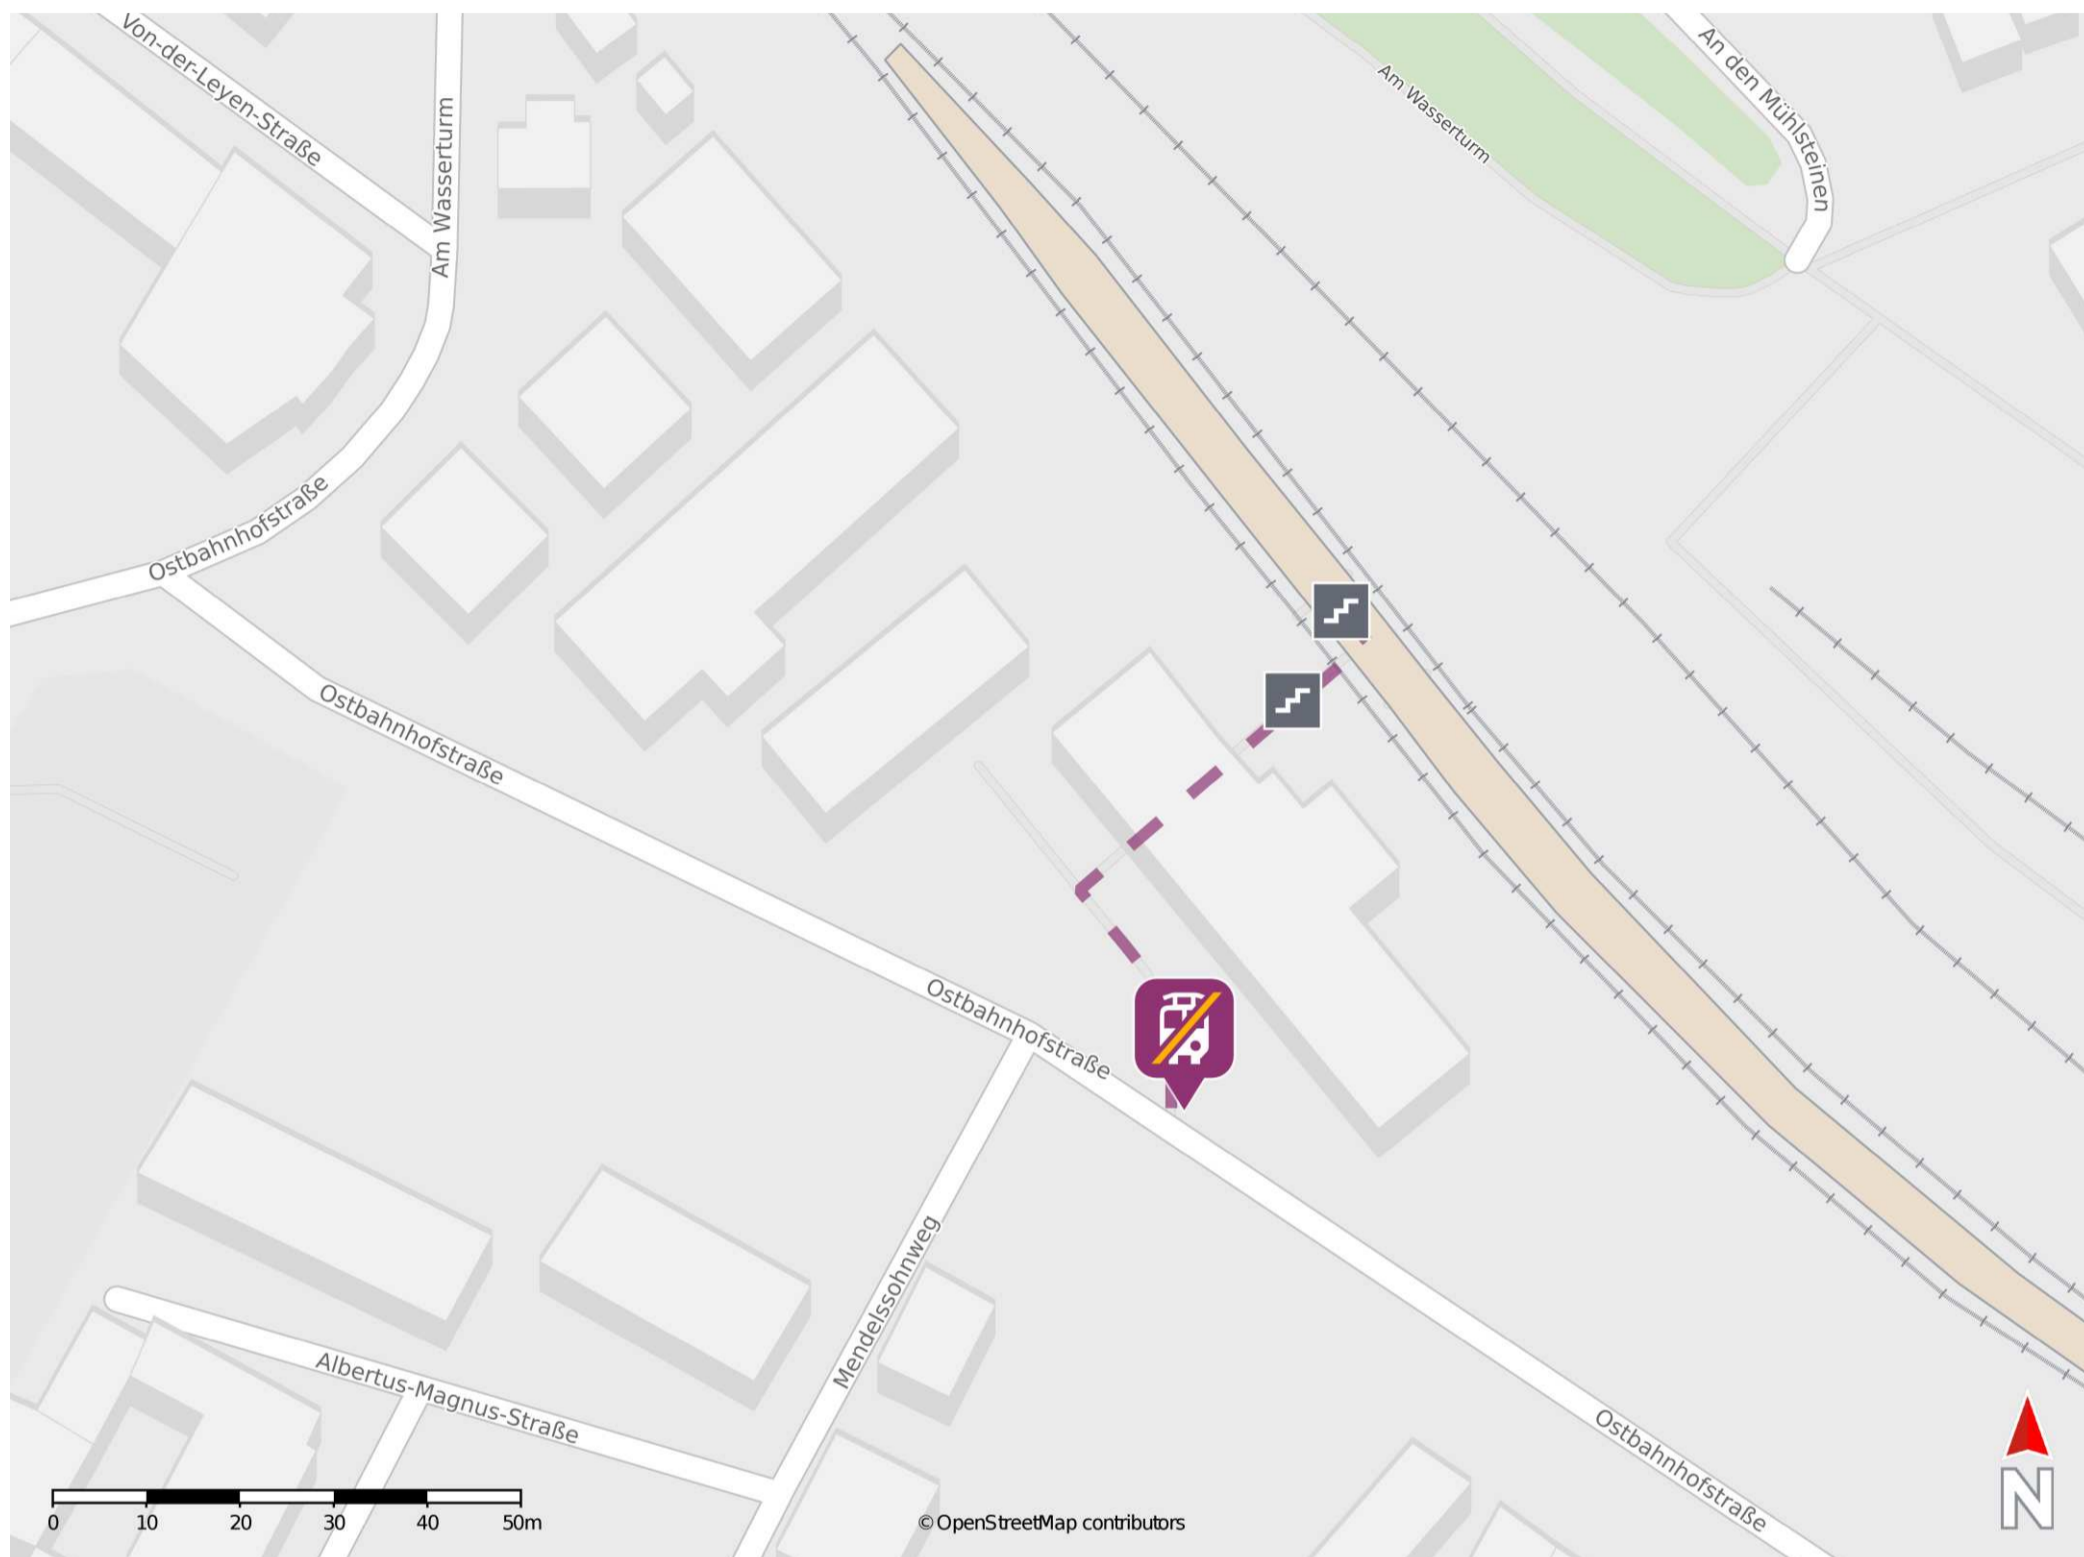 Von-der-Leyen-Straße
Am Wasserturm
Am Wasserturm
An den Mühlsteinen
Ostbahnhofstraße
Ostbahnhofstraße
Ostbahnhofstraße
Mendelssohnweg
Albertus-Magnus-Straße
Ostbahnhofstraße
N
0 10 20 30 40 50m
© OpenStreetMap contributors